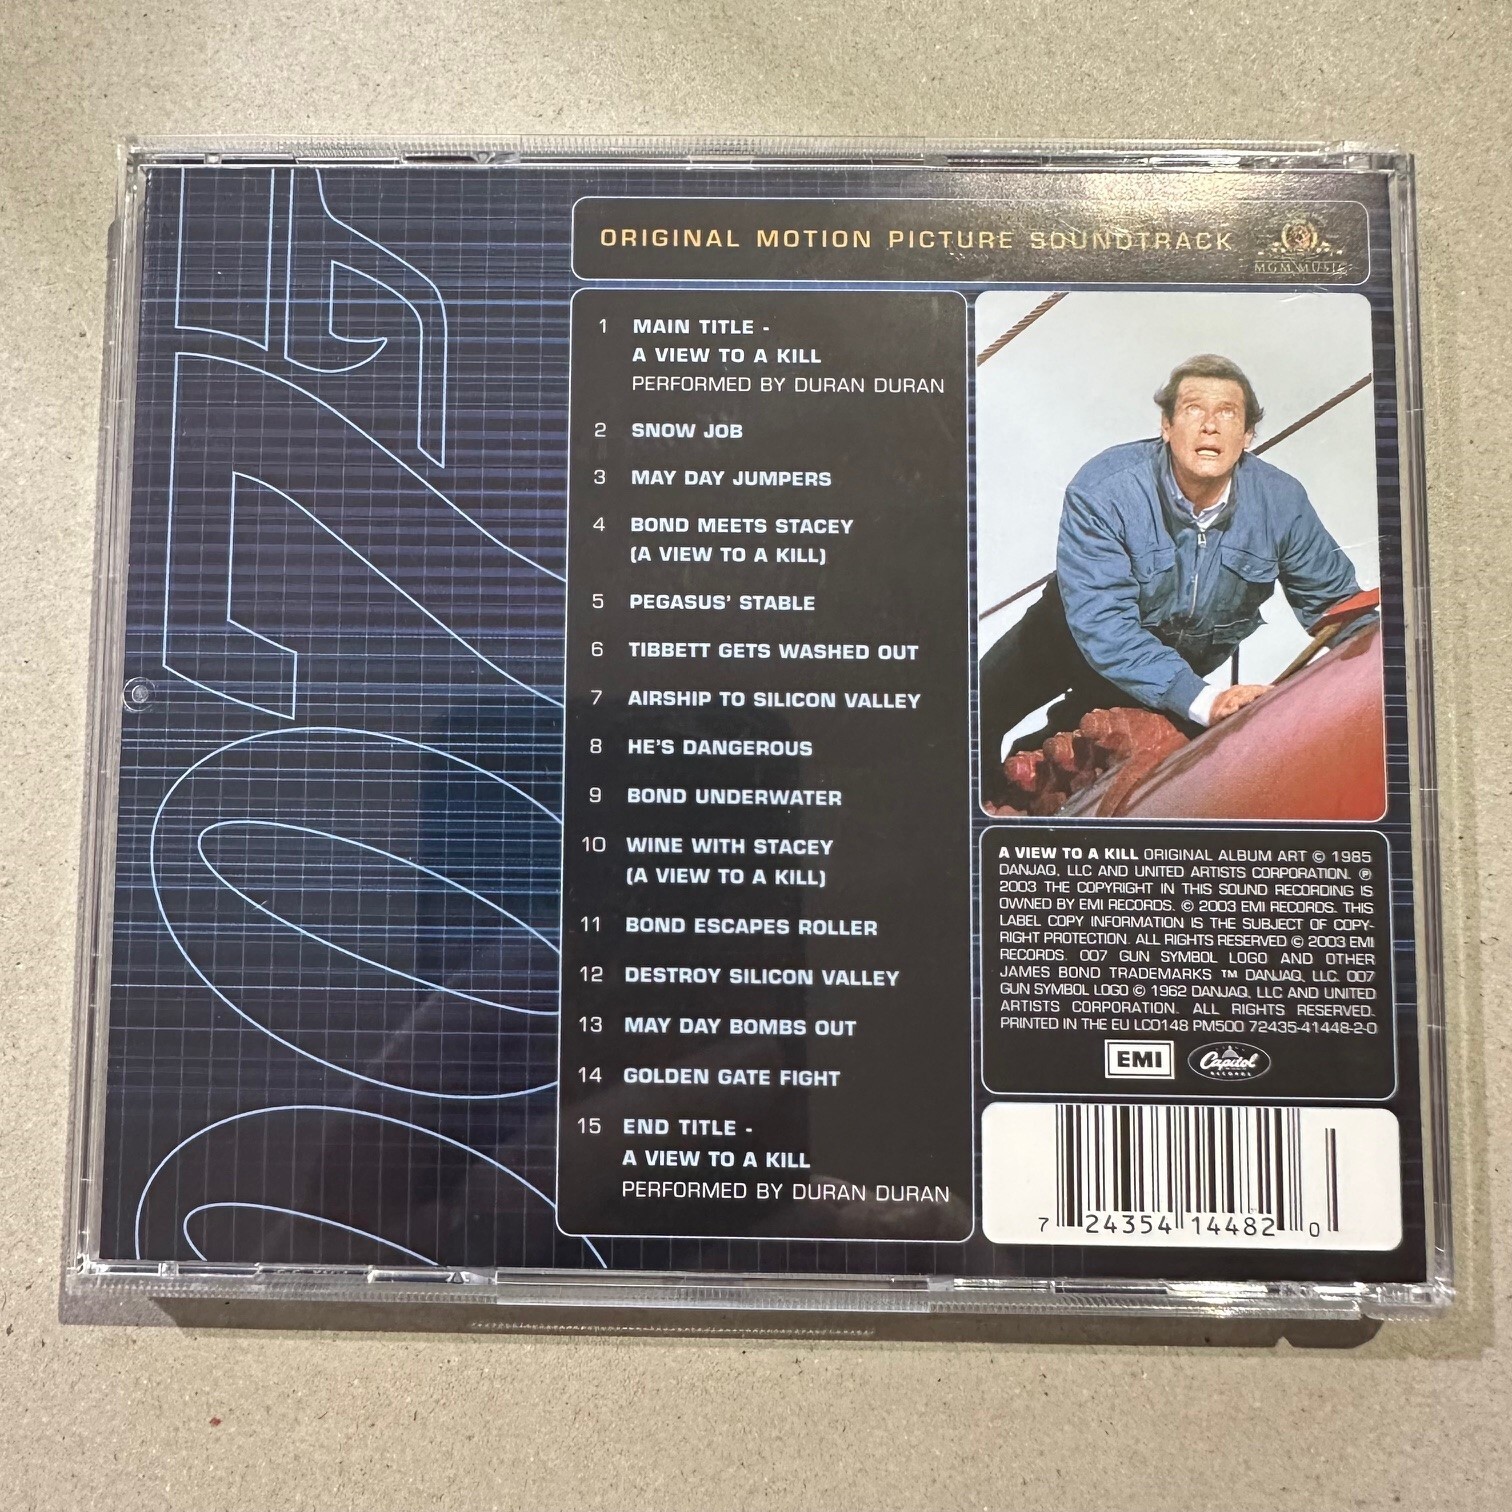 ORIGINAL MOTION PICTURE SOUNDTRACK
MGM MUSIC
1 MAIN TITLE -
A VIEW TO A KILL
PERFORMED BY DURAN DURAN
2 SNOW JOB
3 MAY DAY JUMPERS
4 BOND MEETS STACEY
(A VIEW TO A KILL)
5 PEGASUS' STABLE
6 TIBBETT GETS WASHED OUT
7 AIRSHIP TO SILICON VALLEY
8 HE'S DANGEROUS
9 BOND UNDERWATER
10 WINE WITH STACEY
(A VIEW TO A KILL)
11 BOND ESCAPES ROLLER
12 DESTROY SILICON VALLEY
13 MAY DAY BOMBS OUT
14 GOLDEN GATE FIGHT
15 END TITLE -
A VIEW TO A KILL
PERFORMED BY DURAN DURAN
A VIEW TO A KILL ORIGINAL ALBUM ART © 1985
DANJAQ, LLC AND UNITED ARTISTS CORPORATION. ℗
2003 THE COPYRIGHT IN THIS SOUND RECORDING IS
OWNED BY EMI RECORDS. © 2003 EMI RECORDS. THIS
LABEL COPY INFORMATION IS THE SUBJECT OF COPY-
RIGHT PROTECTION. ALL RIGHTS RESERVED © 2003 EMI
RECORDS. 007 GUN SYMBOL LOGO AND OTHER
JAMES BOND TRADEMARKS ™ DANJAQ, LLC. 007
GUN SYMBOL LOGO © 1962 DANJAQ, LLC AND UNITED
ARTISTS CORPORATION. ALL RIGHTS RESERVED.
PRINTED IN THE EU LC0148 PM500 72435-41448-2-0
EMI
Capitol
RECORDS
7 24354 14482 0